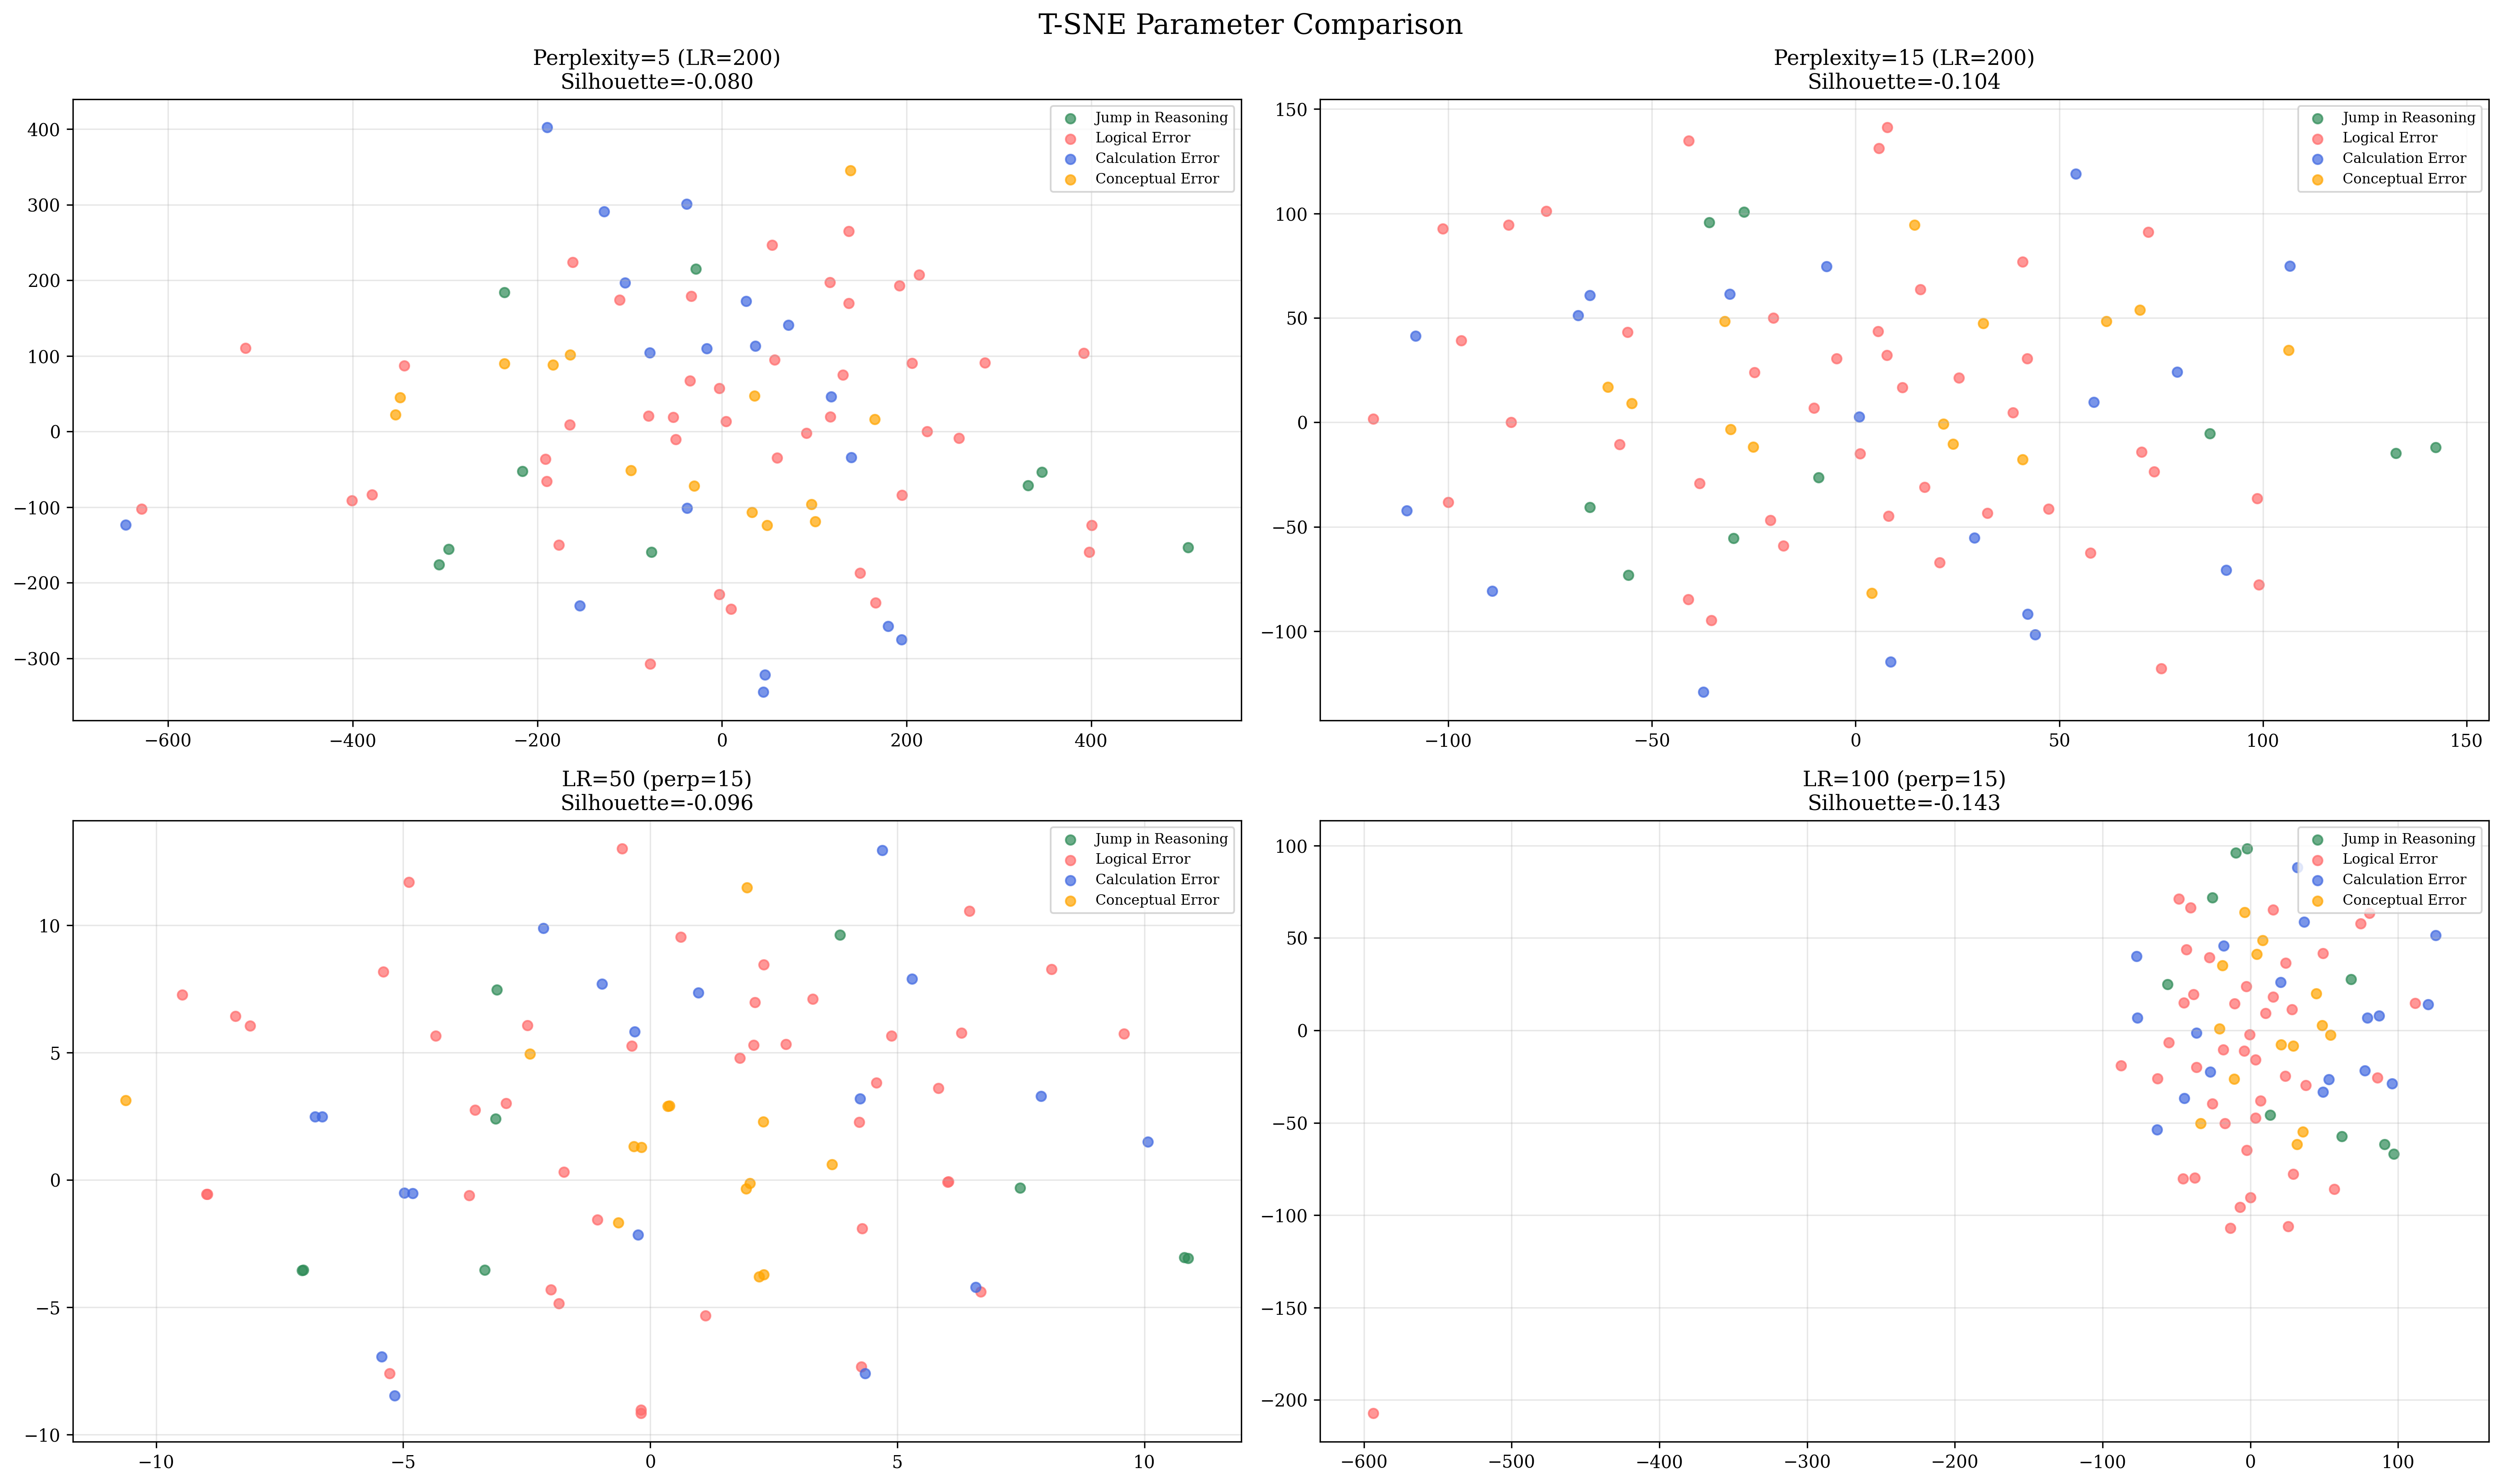 T-SNE Parameter Comparison
Perplexity=5 (LR=200)
Silhouette=-0.080
400
300
200
100
0
−100
−200
−300
−600
−400
−200
0
200
400
Jump in Reasoning
Logical Error
Calculation Error
Conceptual Error
Perplexity=15 (LR=200)
Silhouette=-0.104
150
100
50
0
−50
−100
−100
−50
0
50
100
150
Jump in Reasoning
Logical Error
Calculation Error
Conceptual Error
LR=50 (perp=15)
Silhouette=-0.096
10
5
0
−5
−10
−10
−5
0
5
10
Jump in Reasoning
Logical Error
Calculation Error
Conceptual Error
LR=100 (perp=15)
Silhouette=-0.143
100
50
0
−50
−100
−150
−200
−600
−500
−400
−300
−200
−100
0
100
Jump in Reasoning
Logical Error
Calculation Error
Conceptual Error